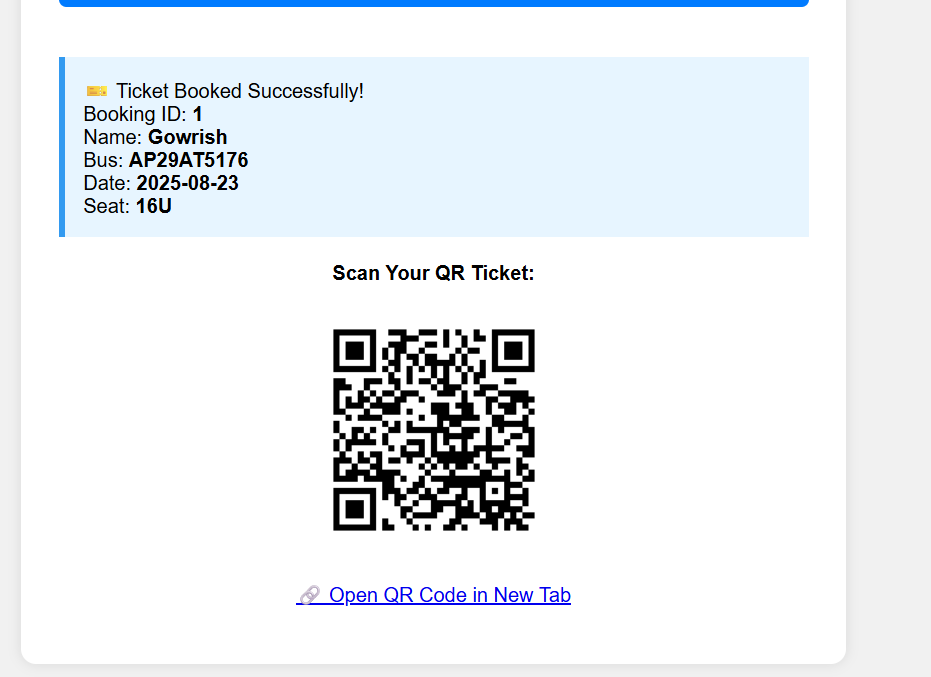 🎫 Ticket Booked Successfully!
Booking ID: 1
Name: Gowrish
Bus: AP29AT5176
Date: 2025-08-23
Seat: 16U
Scan Your QR Ticket:
🔗 Open QR Code in New Tab